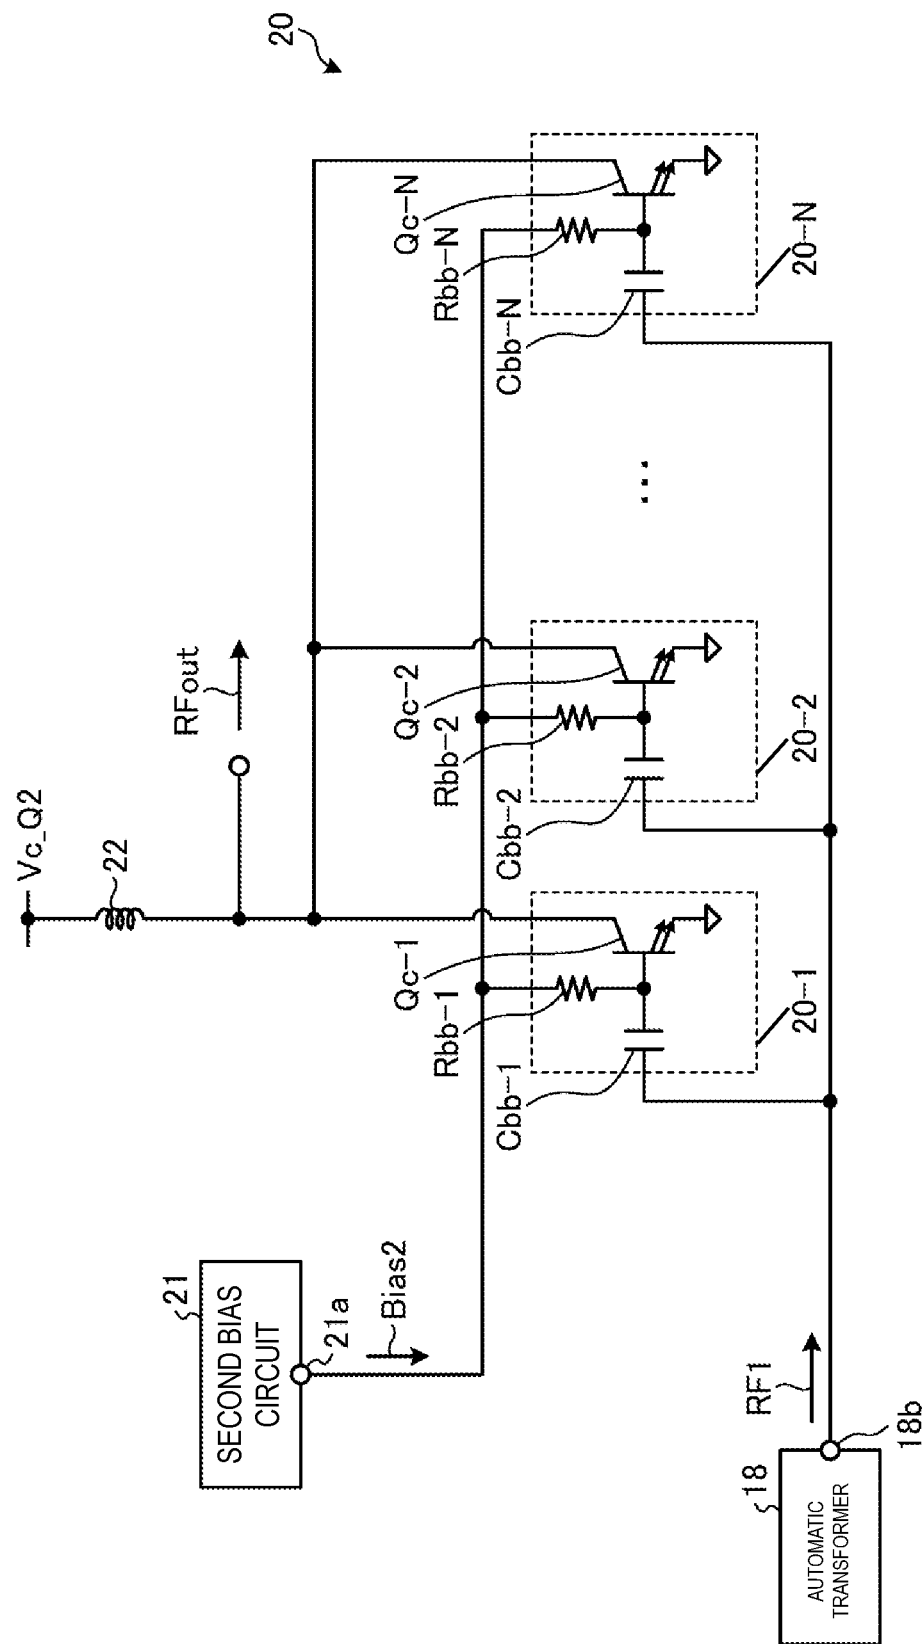 20
Vc_Q2
22
RFout
Qc-1
Rbb-1
Cbb-1
20-1
Qc-2
Rbb-2
Cbb-2
20-2
...
Qc-N
Rbb-N
Cbb-N
20-N
21
SECOND BIAS
CIRCUIT
21a
Bias2
18
AUTOMATIC
TRANSFORMER
18b
RF1